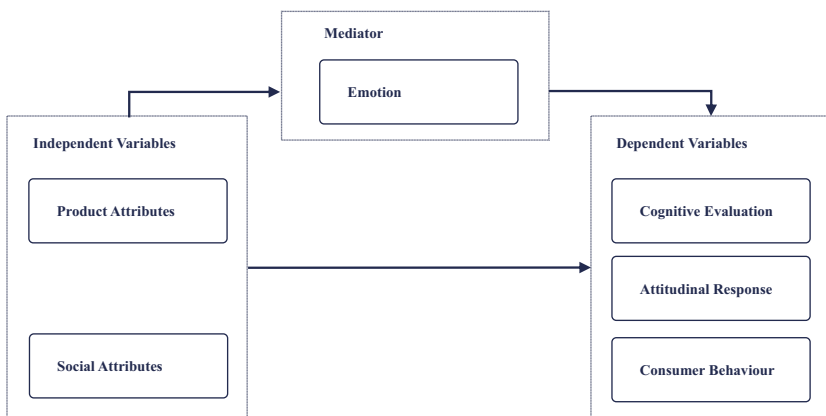 Mediator
Emotion
Independent Variables
Product Attributes
Social Attributes
Dependent Variables
Cognitive Evaluation
Attitudinal Response
Consumer Behaviour